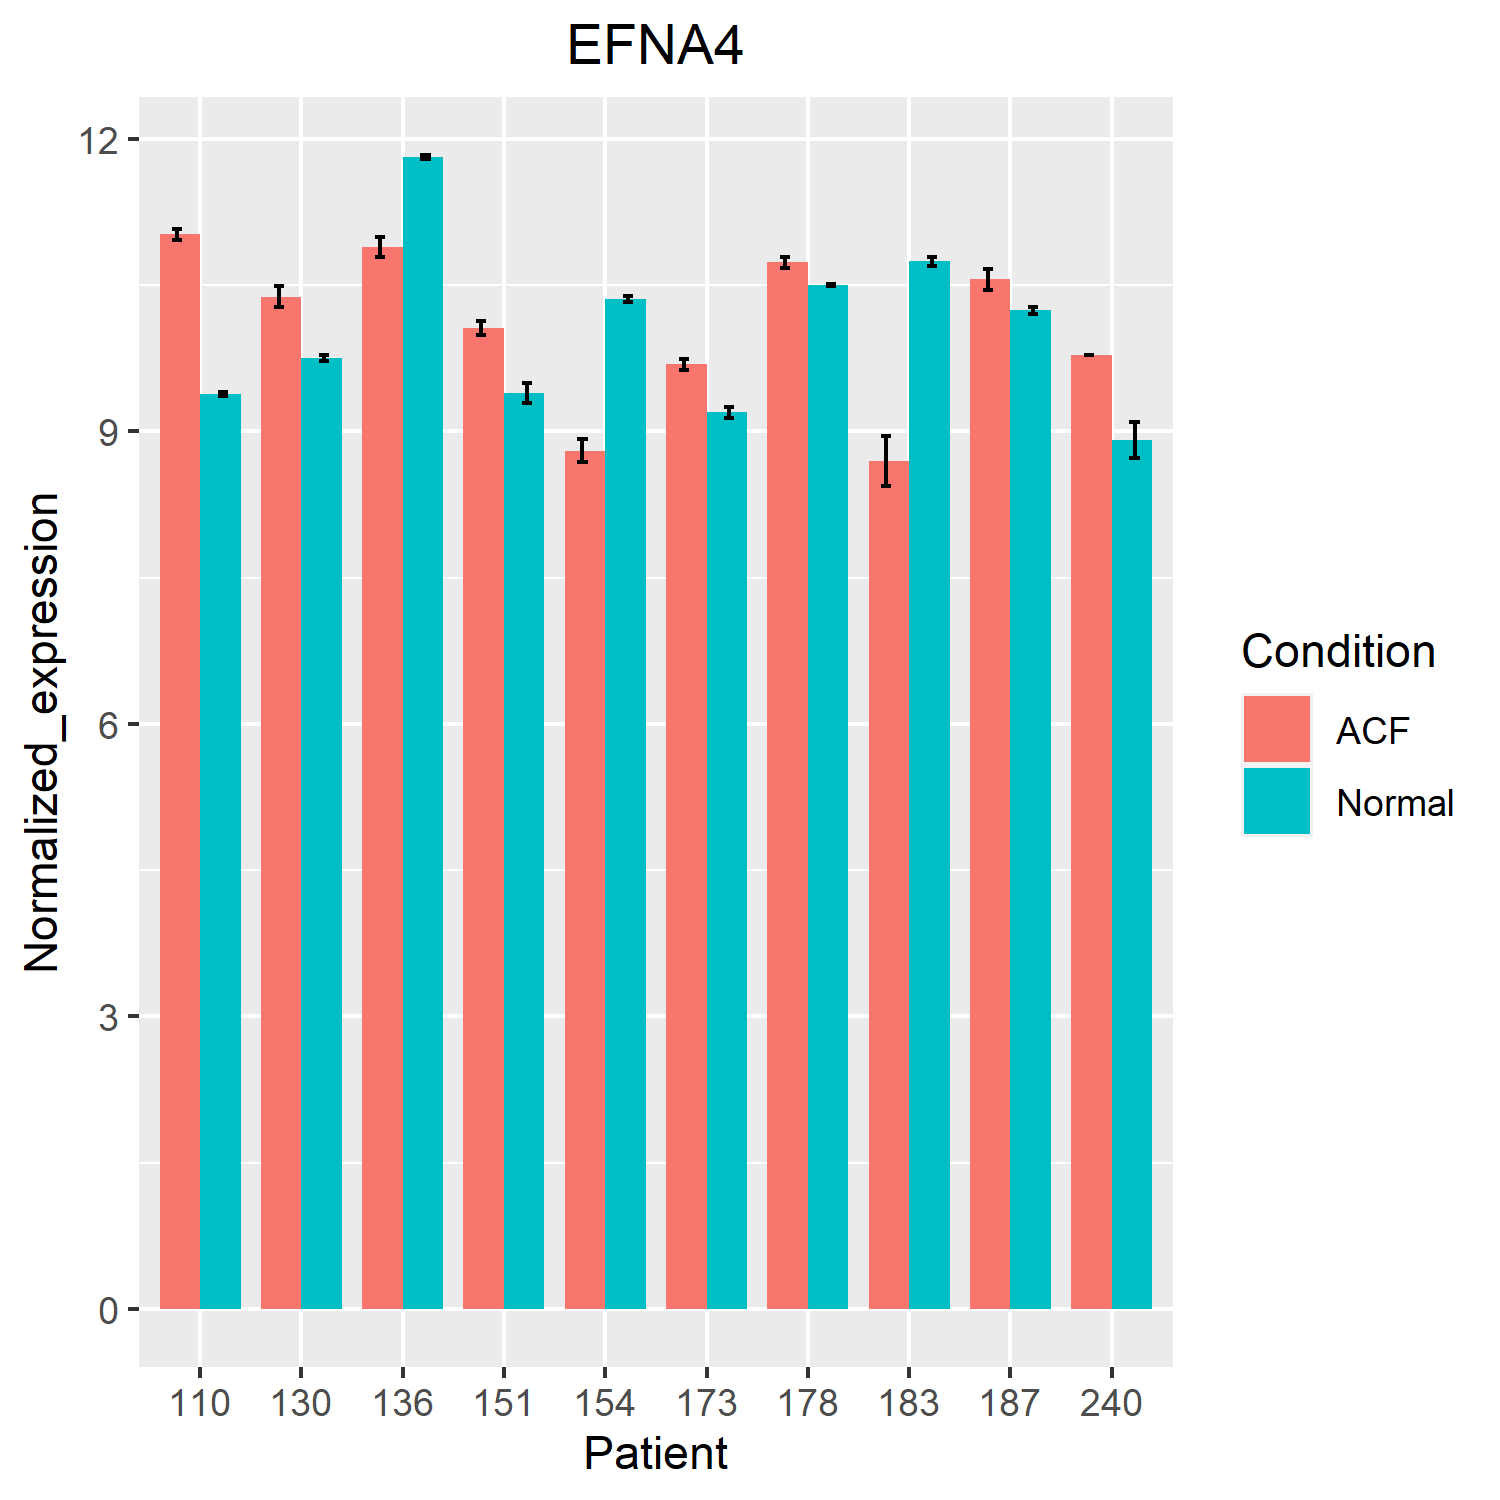 EFNA4
Normalized_expression
12
9
6
3
0
110 130 136 151 154 173 178 183 187 240
Patient
Condition
ACF
Normal